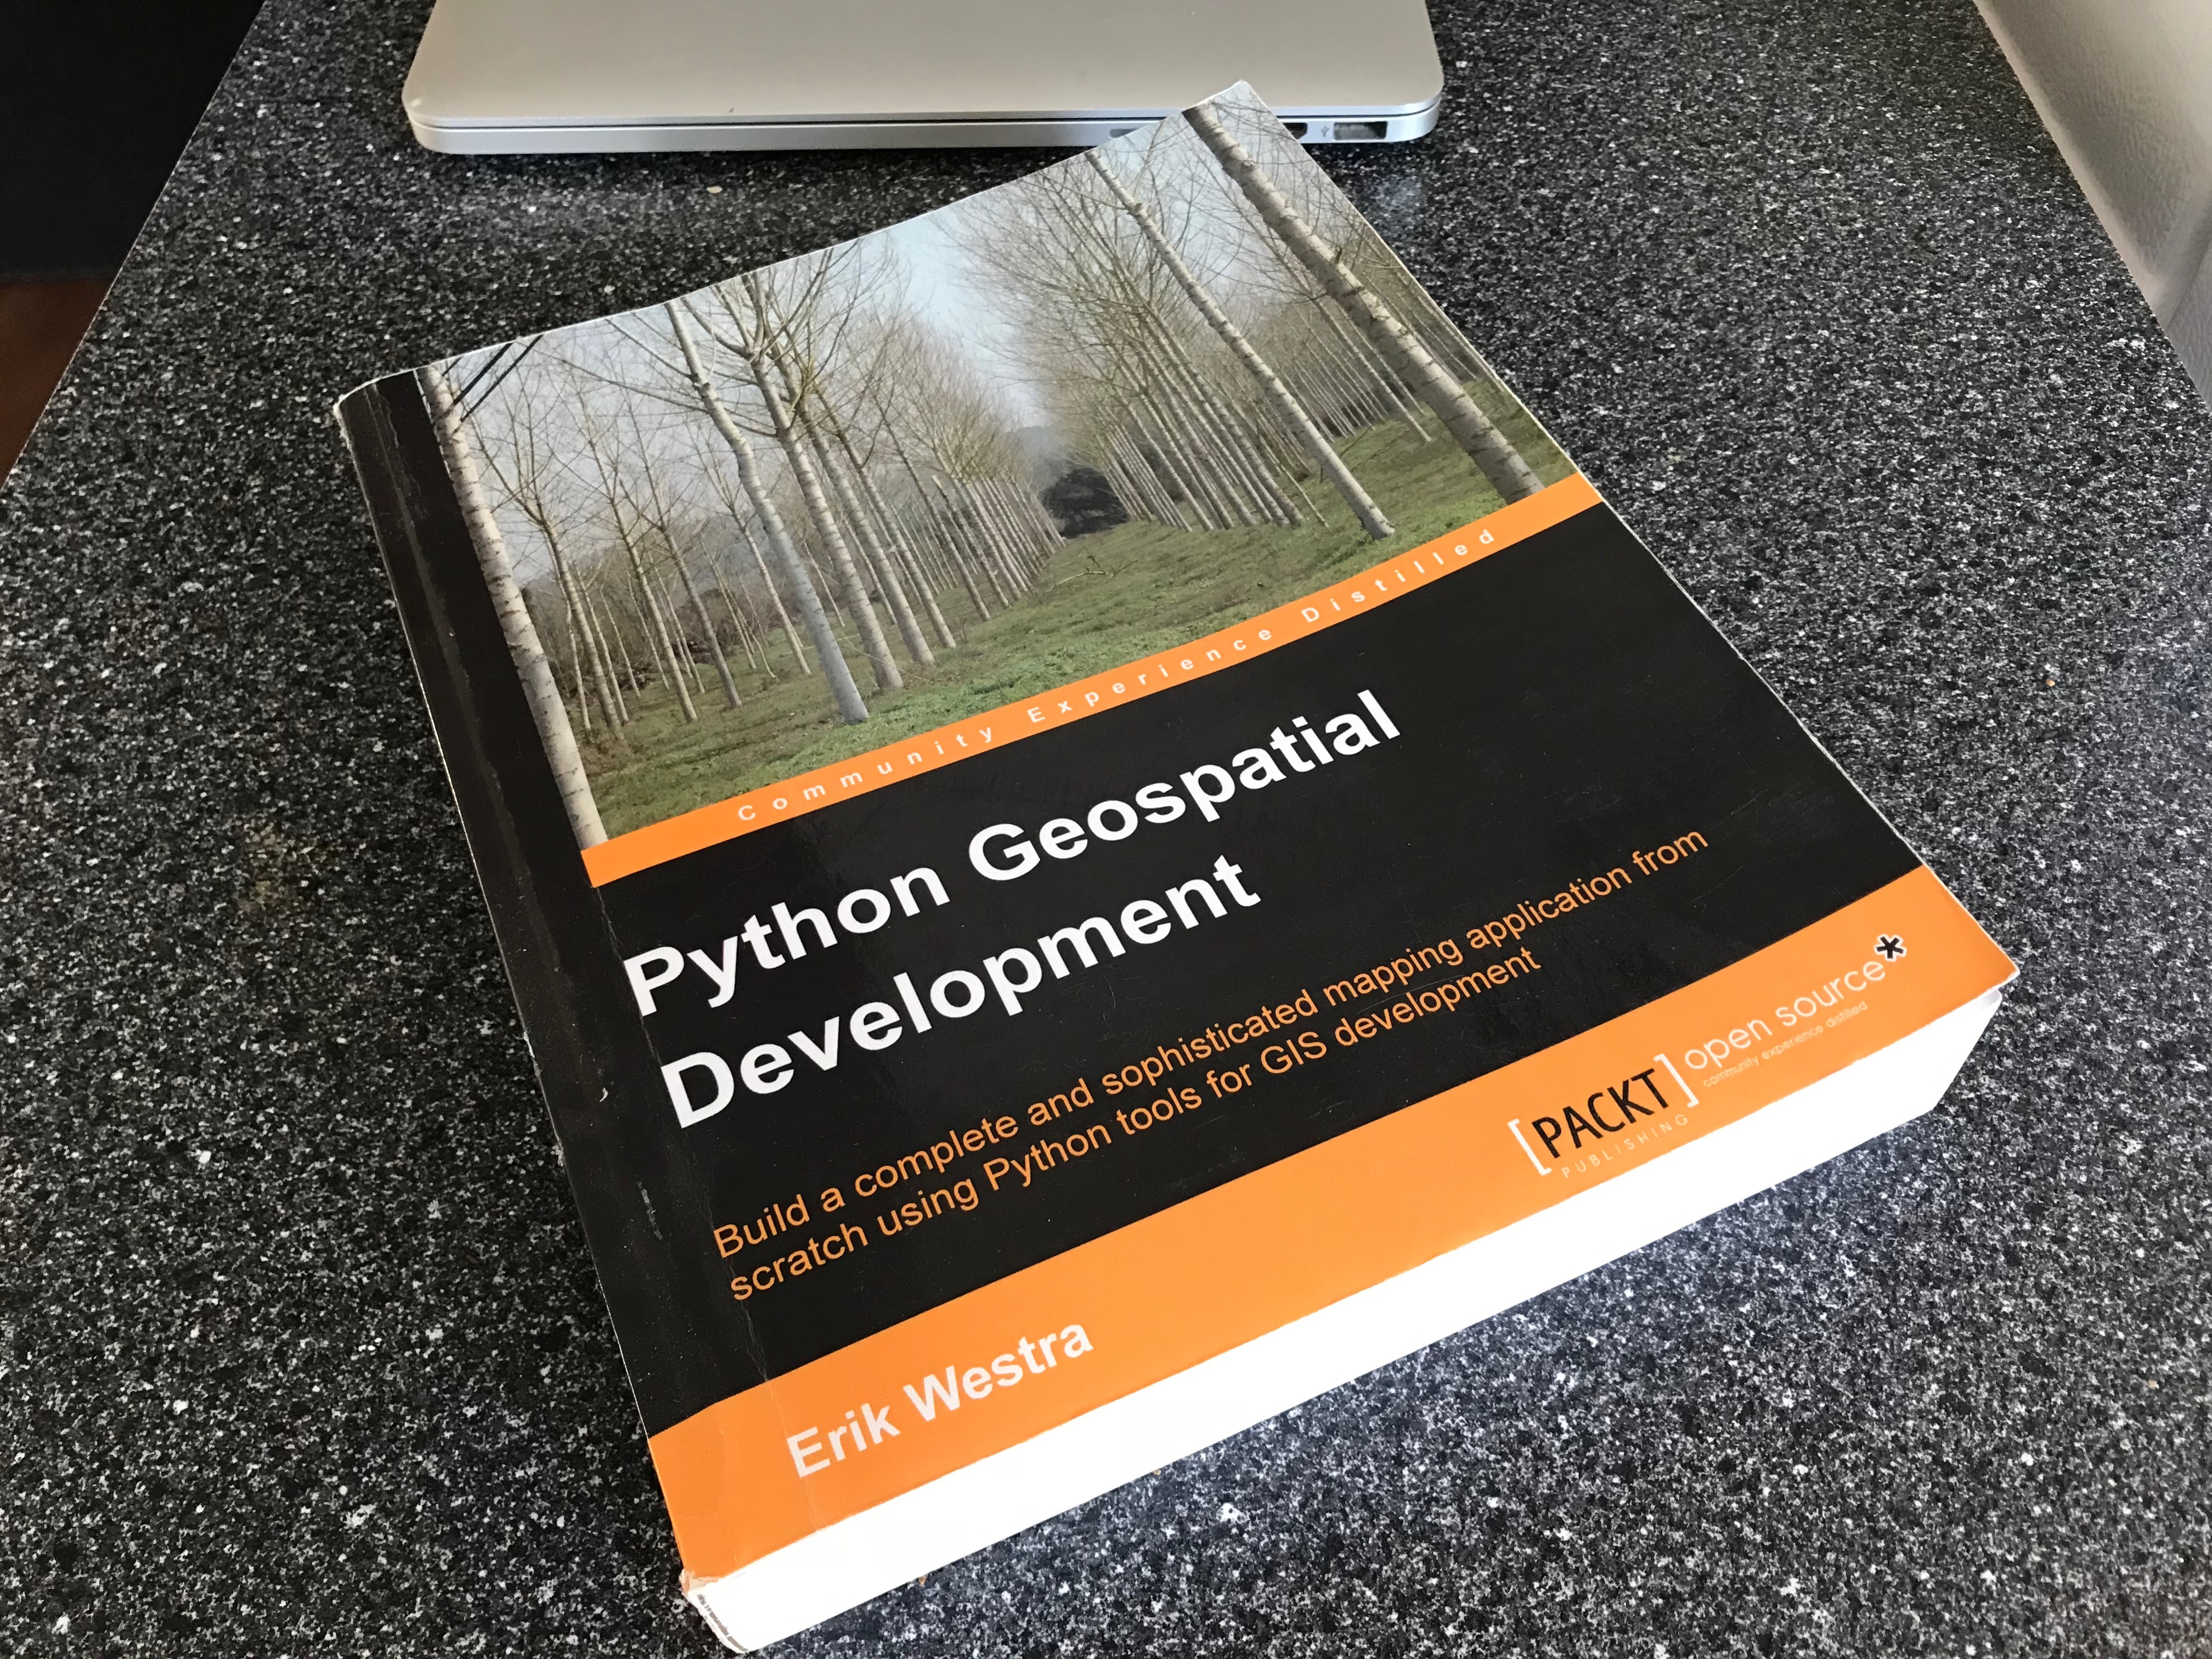 Community Experience Distilled
Python Geospatial
Development
Build a complete and sophisticated mapping application from
scratch using Python tools for GIS development
Erik Westra
[PACKT] open source*
PUBLISHING community experience distilled